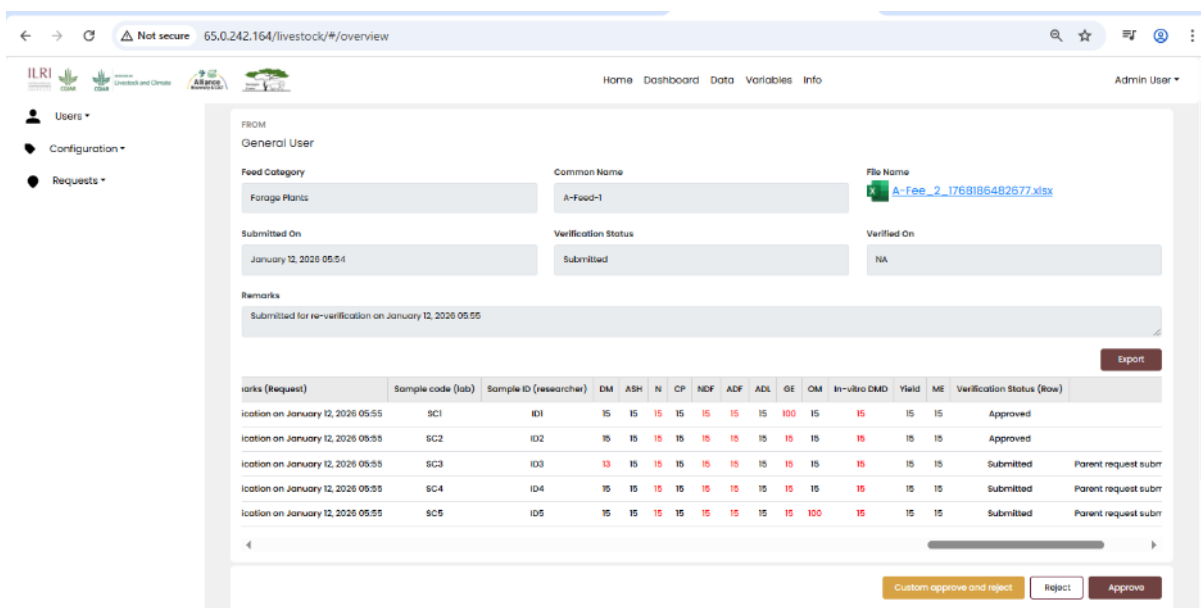 Not secure 65.0.242.164/livestock/#/overview
ILRI CGIAR CGIAR Livestock and Climate Alliance
Home Dashboard Data Variables Info
Admin User
Users
Configuration
Requests
FROM
General User
Feed Category Common Name File Name
Forage Plants A-Feed-1 A-Fee_2_1768186482677.xlsx
Submitted On Verification Status Verified On
January 12, 2026 05:54 Submitted NA
Remarks
Submitted for re-verification on January 12, 2026 05:55
Export
arks (Request) Sample code (lab) Sample ID (researcher) DM ASH N CP NDF ADF ADL GE OM In-vitro DMD Yield ME Verification Status (Row)
ication on January 12, 2026 05:55 SC1 ID1 15 15 15 15 15 15 15 100 15 15 15 15 Approved
ication on January 12, 2026 05:55 SC2 ID2 15 15 15 15 15 15 15 15 15 15 15 15 Approved
ication on January 12, 2026 05:55 SC3 ID3 13 15 15 15 15 15 15 15 15 15 15 15 Submitted Parent request subm
ication on January 12, 2026 05:55 SC4 ID4 15 15 15 15 15 15 15 15 15 15 15 15 Submitted Parent request subm
ication on January 12, 2026 05:55 SC5 ID5 15 15 15 15 15 15 15 15 100 15 15 15 Submitted Parent request subm
Custom approve and reject Reject Approve